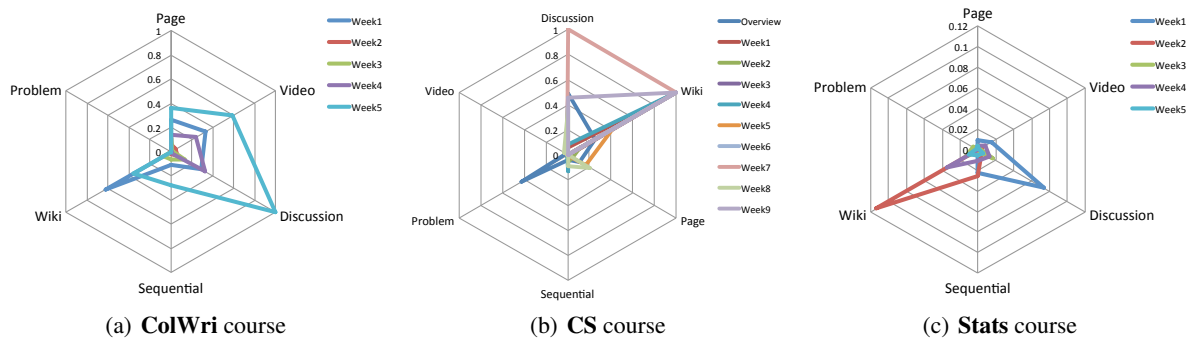 Page
1
0.8
0.6
0.4
0.2
0
Problem
Video
Wiki
Discussion
Sequential
Week1
Week2
Week3
Week4
Week5
(a) ColWri course
Discussion
1
0.8
0.6
0.4
0.2
0
Video
Wiki
Problem
Page
Sequential
Overview
Week1
Week2
Week3
Week4
Week5
Week6
Week7
Week8
Week9
(b) CS course
Page
0.12
0.1
0.08
0.06
0.04
0.02
0
Problem
Video
Wiki
Discussion
Sequential
Week1
Week2
Week3
Week4
Week5
(c) Stats course